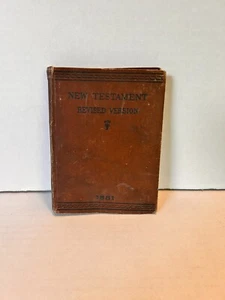 NEW TESTAMENT
REVISED VERSION
1881